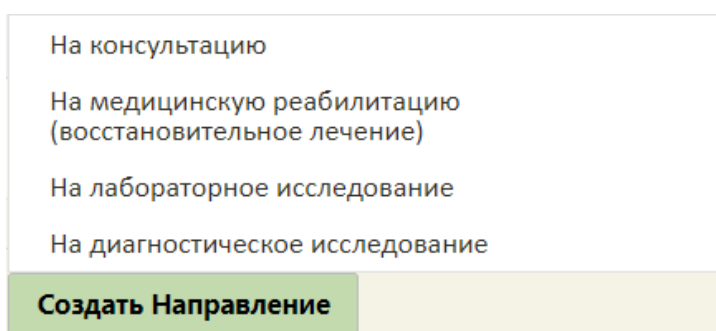 На консультацию
На медицинскую реабилитацию
(восстановительное лечение)
На лабораторное исследование
На диагностическое исследование
Создать Направление